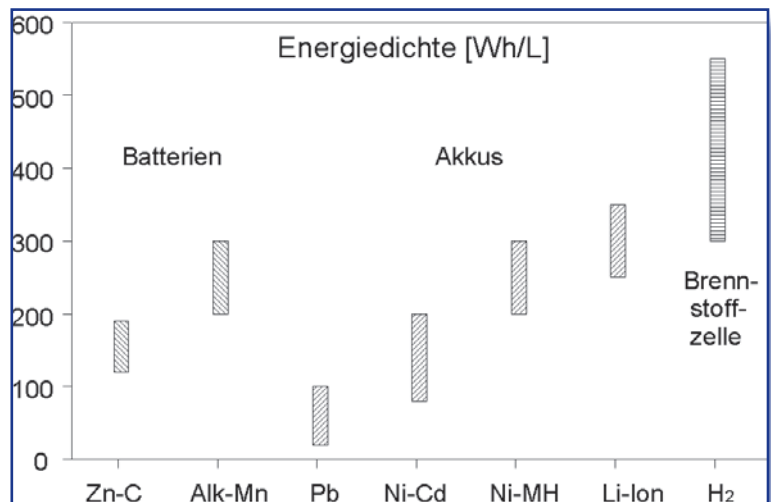 Energiedichte [Wh/L]
600
500
400
300
200
100
0
Batterien
Akkus
Brenn-
stoff-
zelle
Zn-C Alk-Mn Pb Ni-Cd Ni-MH Li-Ion H₂